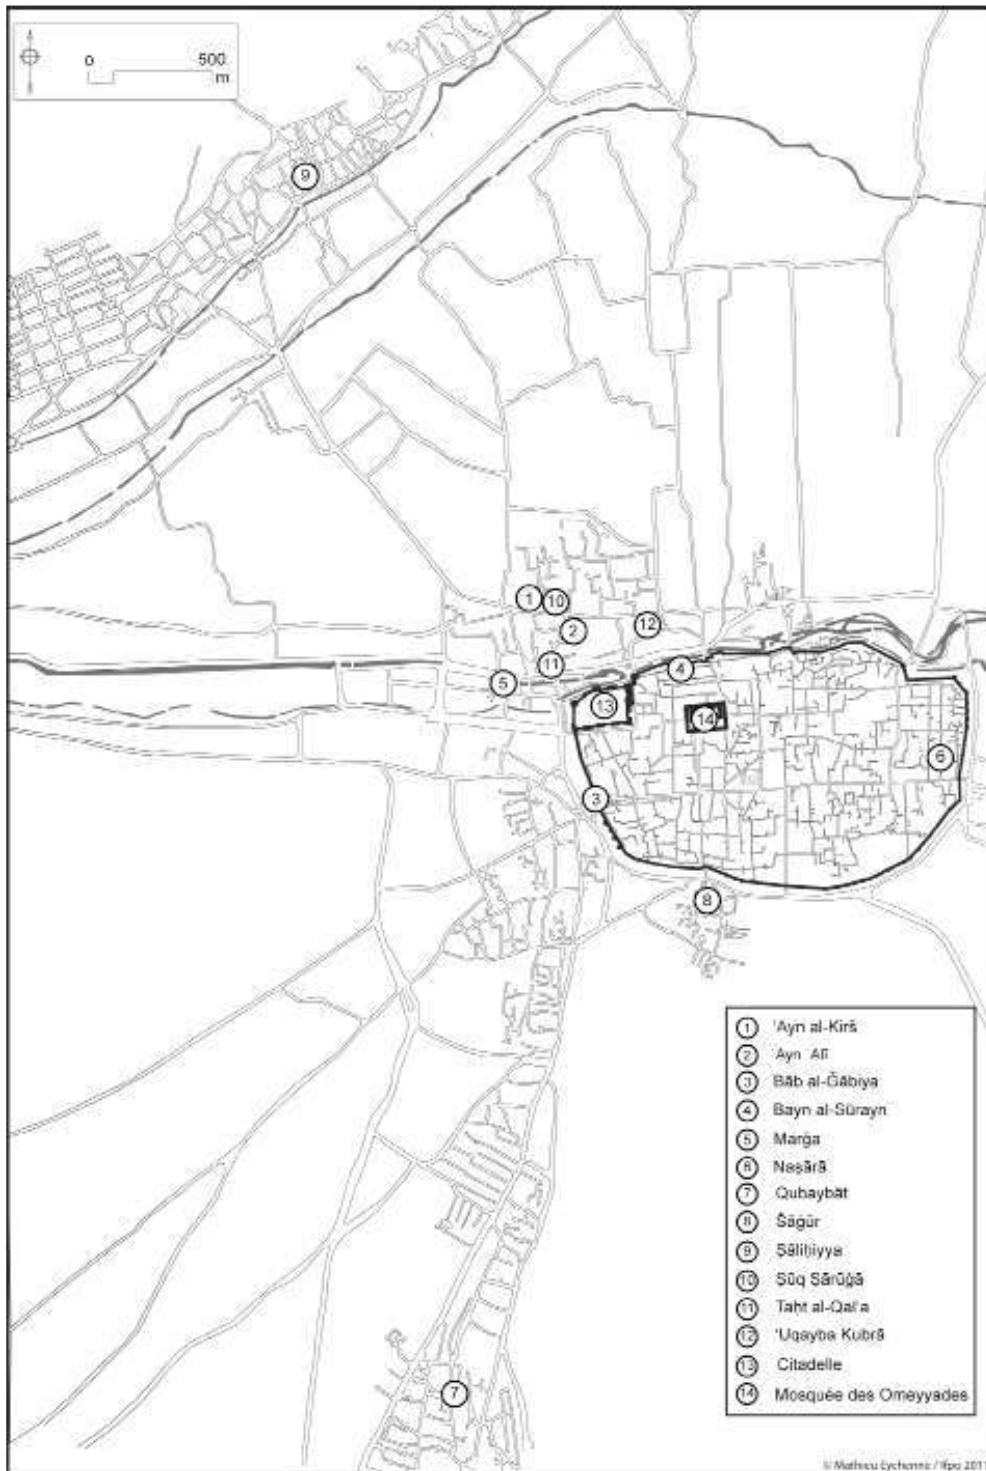 0 500
m
9
1
10
2
12
11
4
5
13
14
6
3
8
1 'Ayn al-Kirš
2 'Ayn 'Alī
3 Bāb al-Ǧābiya
4 Bayn al-Sūrayn
5 Marǧa
6 Naṣārā
7 Qubaybāt
8 Šāġūr
9 Ṣāliḥiyya
10 Sūq Ṣārūǧā
11 Taḥt al-Qal'a
12 'Uqayba Kubrā
13 Citadelle
14 Mosquée des Omeyyades
7
© Mathieu Eychenne / Ifpo 2011